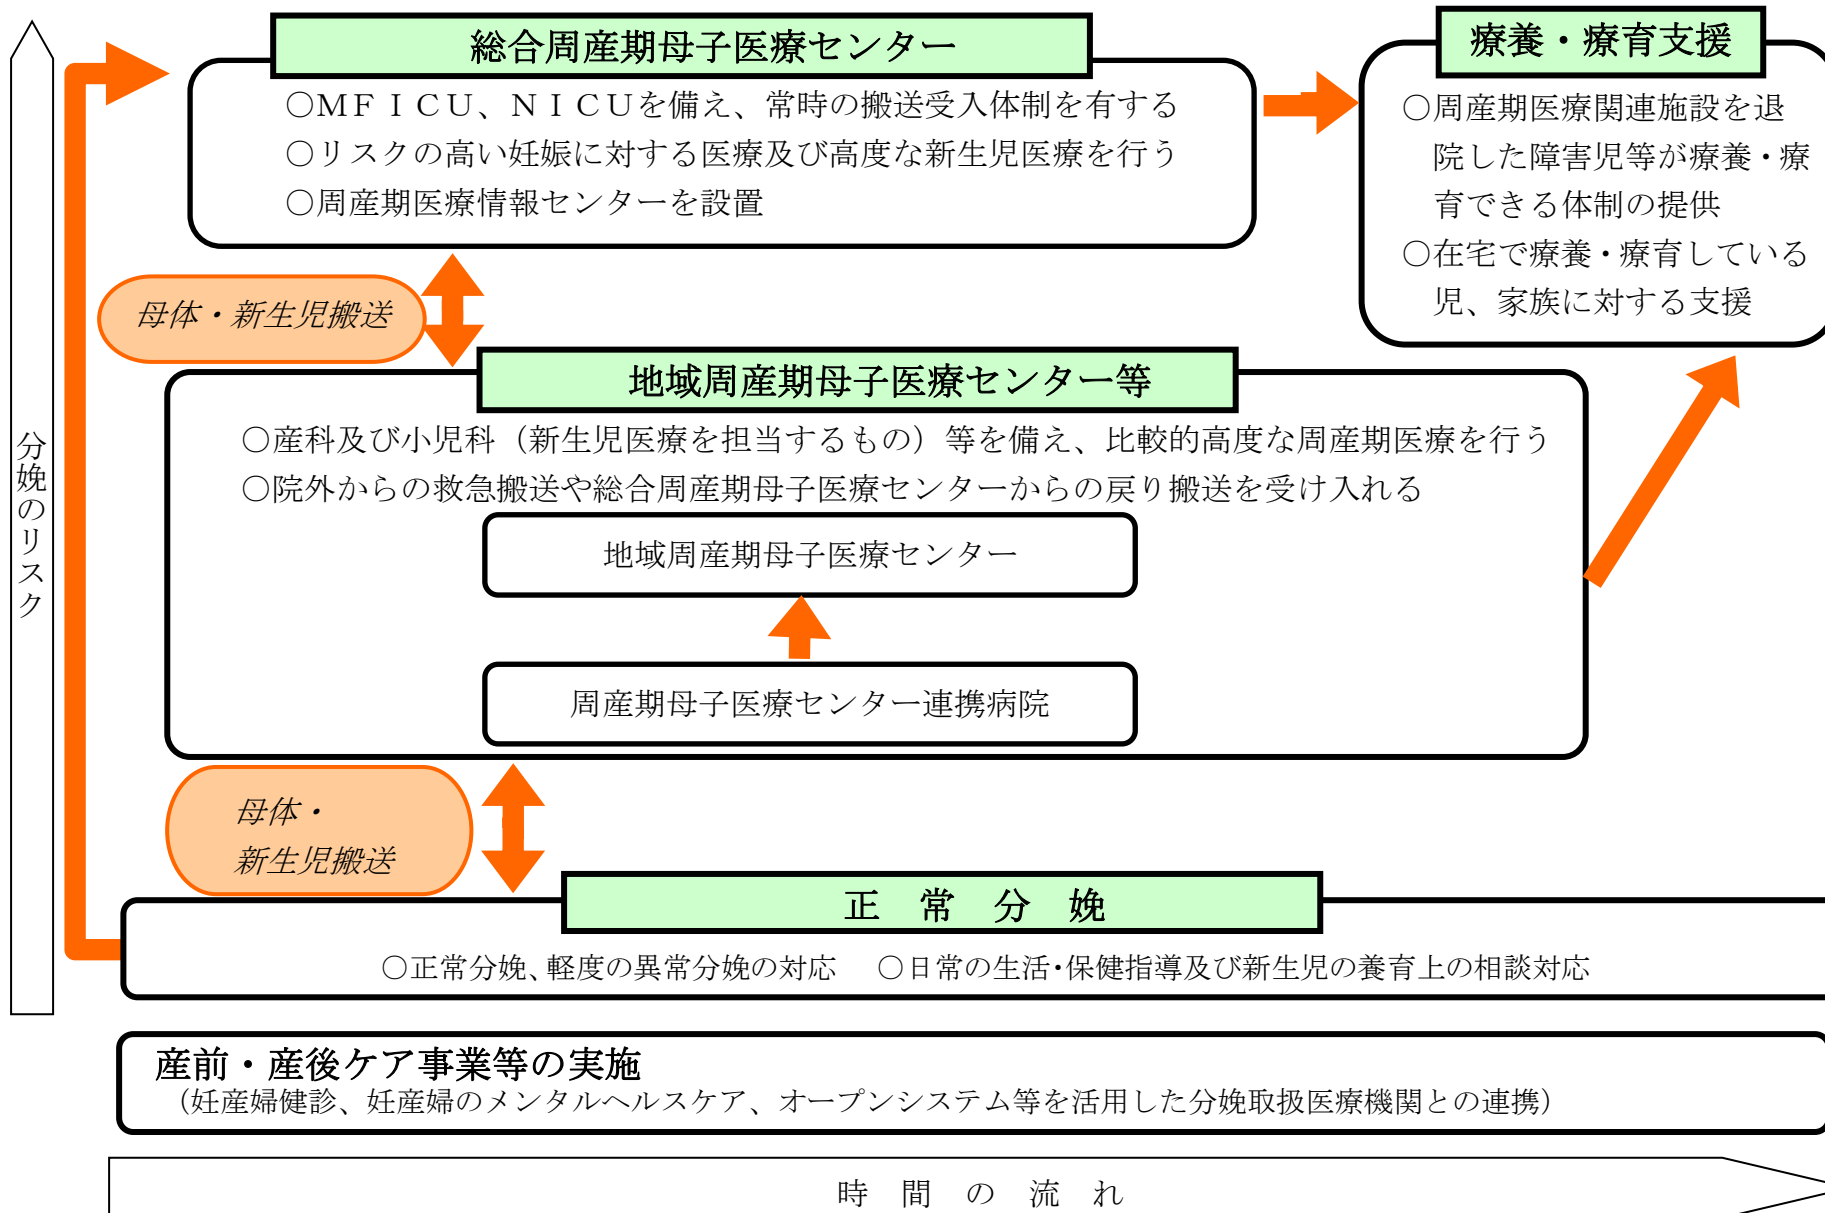 総合周産期母子医療センター
○ＭＦＩＣＵ、ＮＩＣＵを備え、常時の搬送受入体制を有する
○リスクの高い妊娠に対する医療及び高度な新生児医療を行う
○周産期医療情報センターを設置
療養・療育支援
○周産期医療関連施設を退
院した障害児等が療養・療
育できる体制の提供
○在宅で療養・療育している
児、家族に対する支援
母体・新生児搬送
地域周産期母子医療センター等
○産科及び小児科（新生児医療を担当するもの）等を備え、比較的高度な周産期医療を行う
○院外からの救急搬送や総合周産期母子医療センターからの戻り搬送を受け入れる
地域周産期母子医療センター
周産期母子医療センター連携病院
分娩のリスク
母体・
新生児搬送
正　常　分　娩
○正常分娩、軽度の異常分娩の対応　○日常の生活・保健指導及び新生児の養育上の相談対応
産前・産後ケア事業等の実施
（妊産婦健診、妊産婦のメンタルヘルスケア、オープンシステム等を活用した分娩取扱医療機関との連携）
時　間　の　流　れ